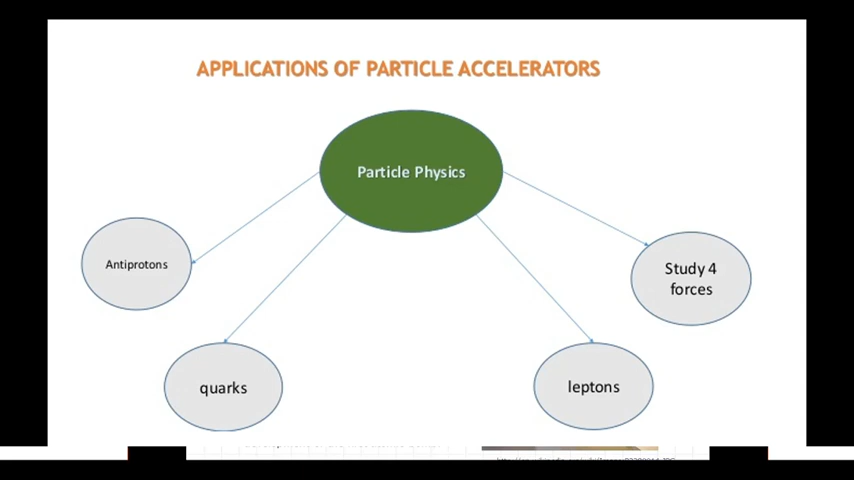 APPLICATIONS OF PARTICLE ACCELERATORS
Particle Physics
Antiprotons
Study 4
forces
quarks
leptons